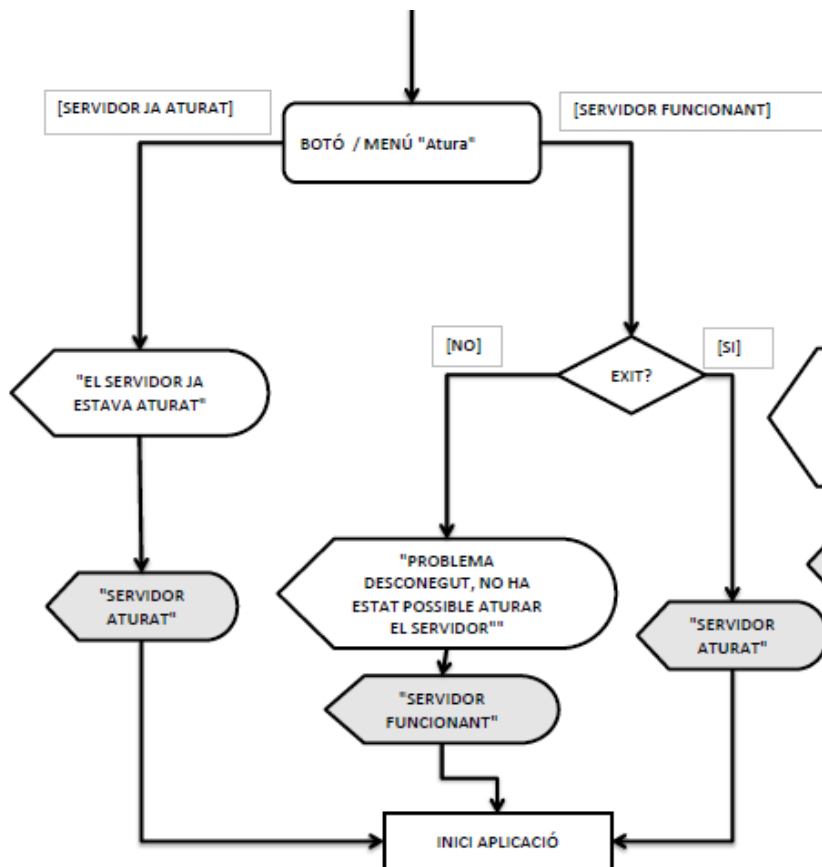 [SERVIDOR JA ATURAT]
[SERVIDOR FUNCIONANT]
BOTÓ / MENÚ "Atura"
[NO]
[SI]
EXIT?
"EL SERVIDOR JA
ESTAVA ATURAT"
"PROBLEMA
DESCONEGUT, NO HA
ESTAT POSSIBLE ATURAR
EL SERVIDOR""
"SERVIDOR
ATURAT"
"SERVIDOR
ATURAT"
"SERVIDOR
FUNCIONANT"
INICI APLICACIÓ